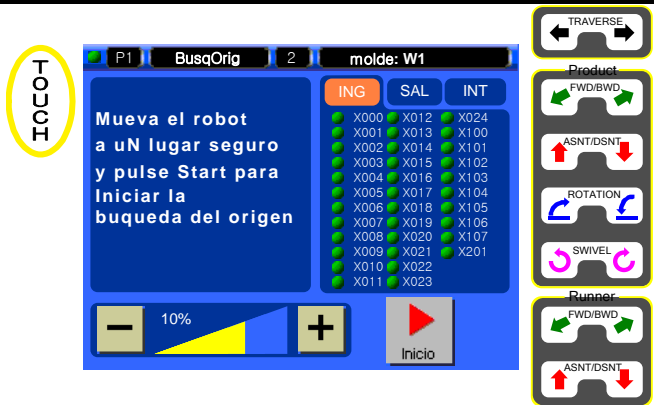 TOUCH
P1 BusqOrig 2 molde: W1
Mueva el robot
a uN lugar seguro
y pulse Start para
Iniciar la
buqueda del origen
ING SAL INT
X000 X012 X024
X001 X013 X100
X002 X014 X101
X003 X015 X102
X004 X016 X103
X005 X017 X104
X006 X018 X105
X007 X019 X106
X008 X020 X107
X009 X021 X201
X010 X022
X011 X023
10%
Inicio
TRAVERSE
Product
FWD/BWD
ASNT/DSNT
ROTATION
SWIVEL
Runner
FWD/BWD
ASNT/DSNT